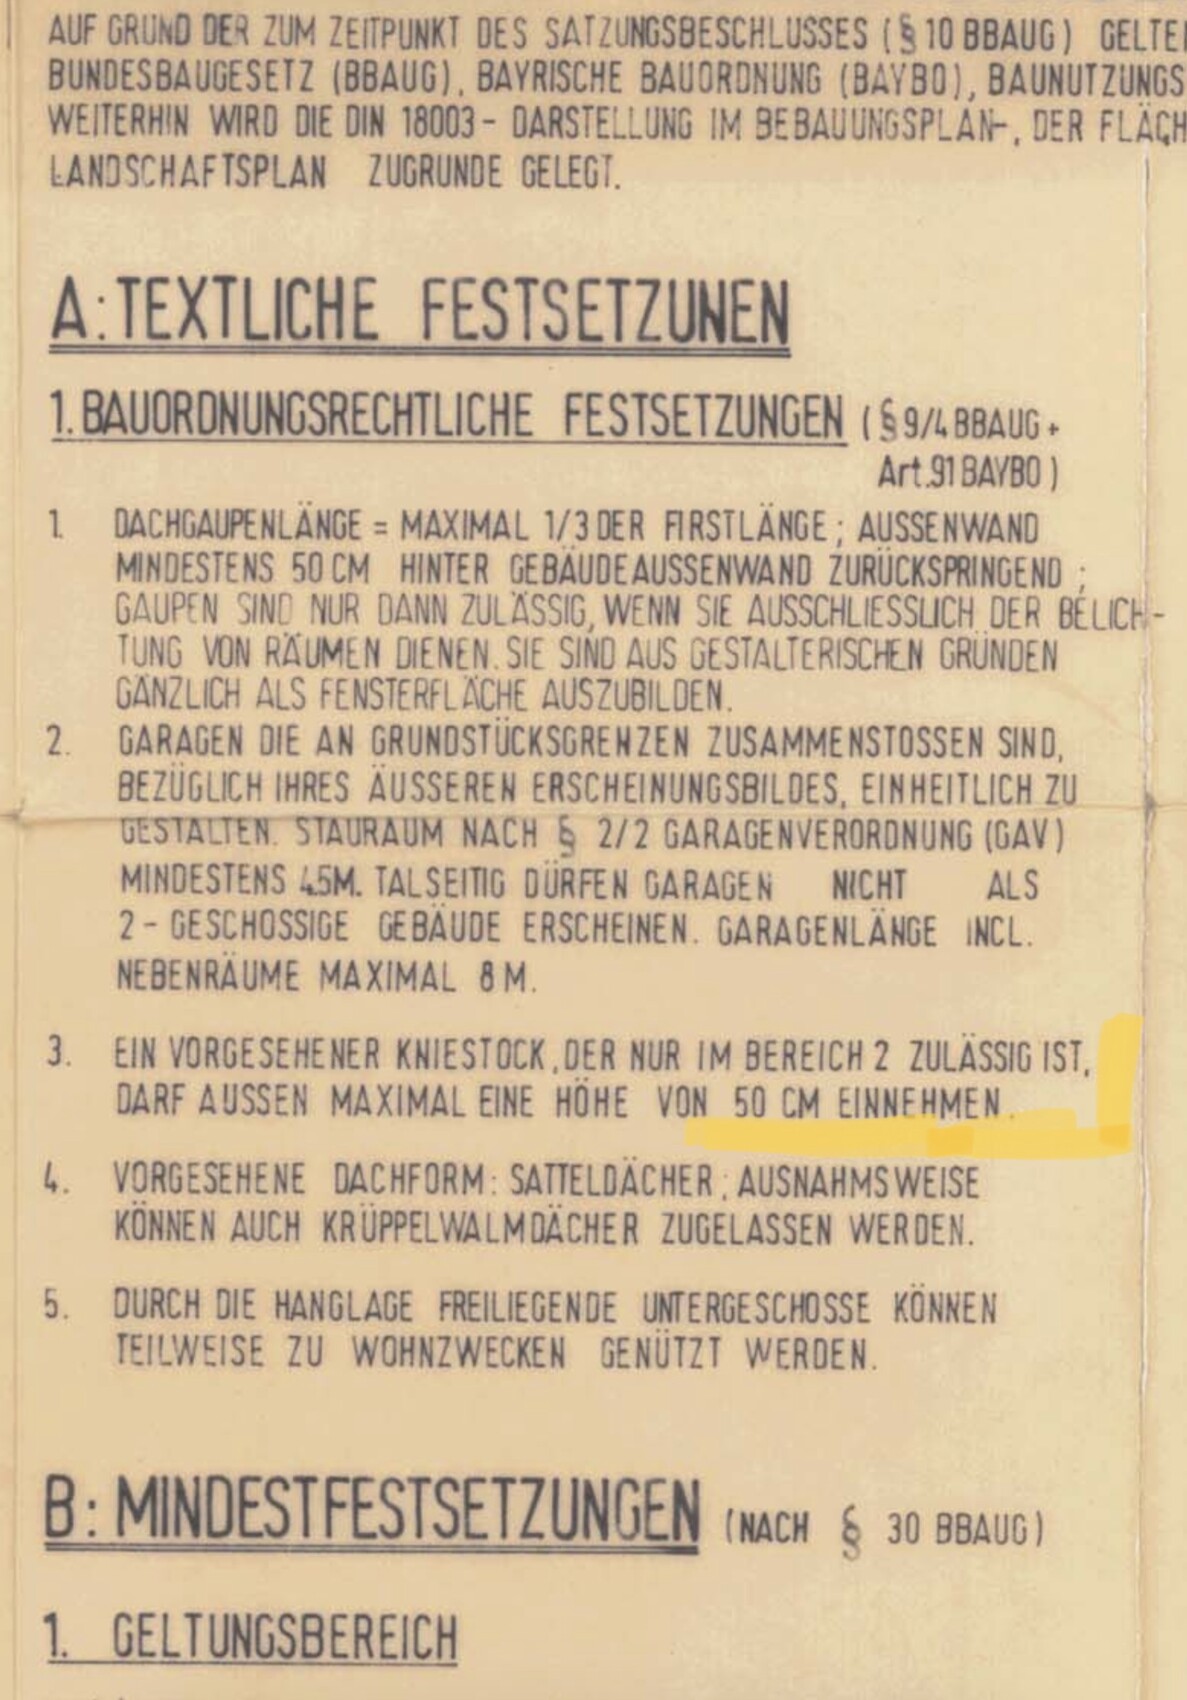 AUF GRUND DER ZUM ZEITPUNKT DES SATZUNGSBESCHLUSSES (§ 10 BBAUG) GELTE
BUNDESBAUGESETZ (BBAUG), BAYRISCHE BAUORDNUNG (BAYBO), BAUNUTZUNGS
WEITERHIN WIRD DIE DIN 18003 - DARSTELLUNG IM BEBAUUNGSPLAN-, DER FLÄCH
LANDSCHAFTSPLAN ZUGRUNDE GELEGT.
A: TEXTLICHE FESTSETZUNEN
1. BAUORDNUNGSRECHTLICHE FESTSETZUNGEN (§ 9/4 BBAUG +
Art. 91 BAYBO)
1. DACHGAUPENLÄNGE = MAXIMAL 1/3 DER FIRSTLÄNGE; AUSSENWAND
MINDESTENS 50 CM HINTER GEBÄUDEAUSSENWAND ZURÜCKSPRINGEND;
GAUPEN SIND NUR DANN ZULÄSSIG, WENN SIE AUSSCHLIESSLICH DER BELICH-
TUNG VON RÄUMEN DIENEN. SIE SIND AUS GESTALTERISCHEN GRÜNDEN
GÄNZLICH ALS FENSTERFLÄCHE AUSZUBILDEN.
2. GARAGEN DIE AN GRUNDSTÜCKSGRENZEN ZUSAMMENSTOSSEN SIND,
BEZÜGLICH IHRES ÄUSSEREN ERSCHEINUNGSBILDES, EINHEITLICH ZU
GESTALTEN. STAURAUM NACH § 2/2 GARAGENVERORDNUNG (GAV)
MINDESTENS 4.5M. TALSEITIG DÜRFEN GARAGEN NICHT ALS
2 - GESCHOSSIGE GEBÄUDE ERSCHEINEN. GARAGENLÄNGE INCL.
NEBENRÄUME MAXIMAL 8 M.
3. EIN VORGESEHENER KNIESTOCK, DER NUR IM BEREICH 2 ZULÄSSIG IST,
DARF AUSSEN MAXIMAL EINE HÖHE VON 50 CM EINNEHMEN.
4. VORGESEHENE DACHFORM: SATTELDÄCHER; AUSNAHMSWEISE
KÖNNEN AUCH KRÜPPELWALMDÄCHER ZUGELASSEN WERDEN.
5. DURCH DIE HANGLAGE FREILIEGENDE UNTERGESCHOSSE KÖNNEN
TEILWEISE ZU WOHNZWECKEN GENÜTZT WERDEN.
B: MINDESTFESTSETZUNGEN (NACH § 30 BBAUG)
1. GELTUNGSBEREICH